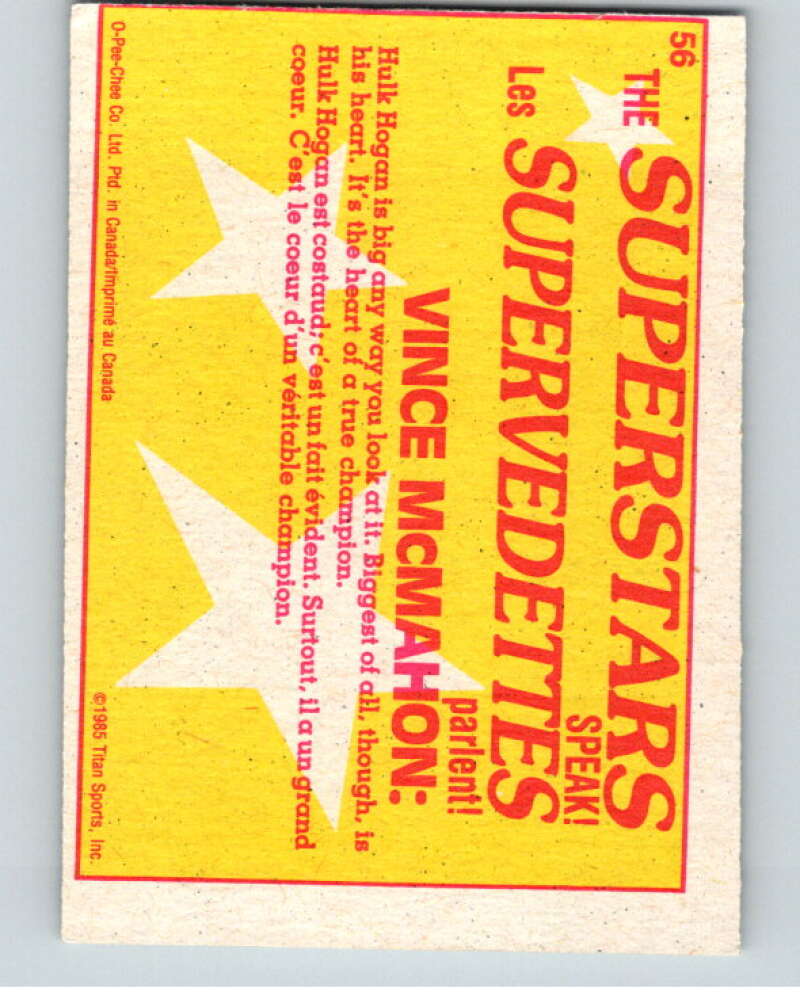 56
THE SUPERSTARS
SPEAK!
Les SUPERVEDETTES
parlent!
VINCE McMAHON:
Hulk Hogan is big any way you look at it. Biggest of all, though, is
his heart. It's the heart of a true champion.
Hulk Hogan est costaud; c'est un fait évident. Surtout, il a un grand
coeur. C'est le coeur d'un véritable champion.
O-Pee-Chee Co. Ltd. Ptd. in Canada/Imprimé au Canada
©1985 Titan Sports, Inc.